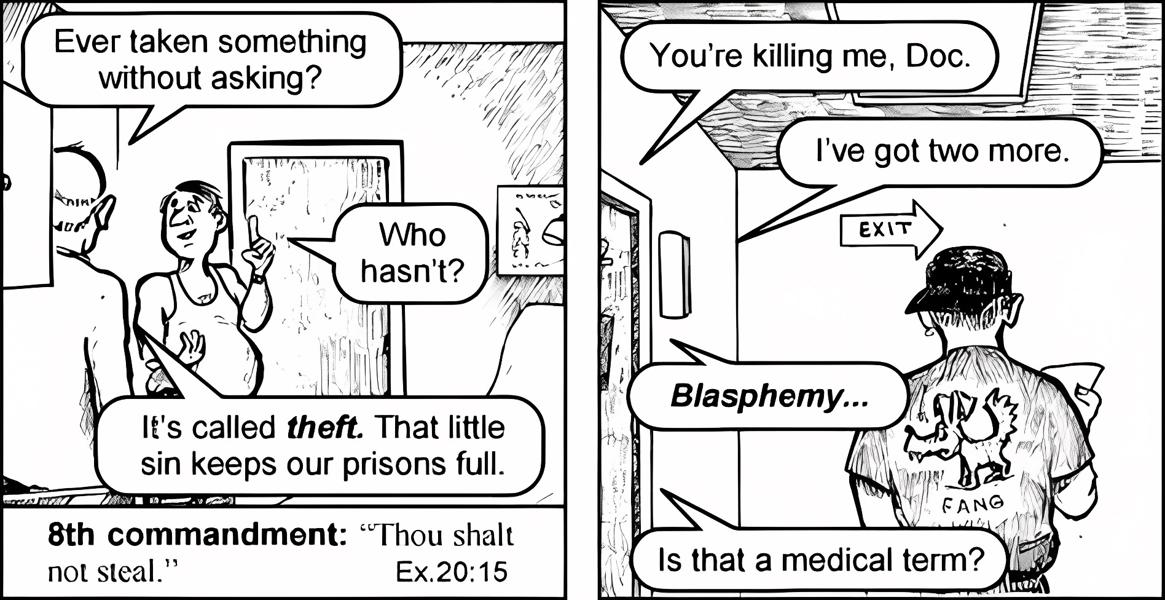 Ever taken something
without asking?
Who
hasn't?
It's called theft. That little
sin keeps our prisons full.
8th commandment: “Thou shalt
not steal.” Ex.20:15
You're killing me, Doc.
I've got two more.
EXIT
Blasphemy...
FANG
Is that a medical term?